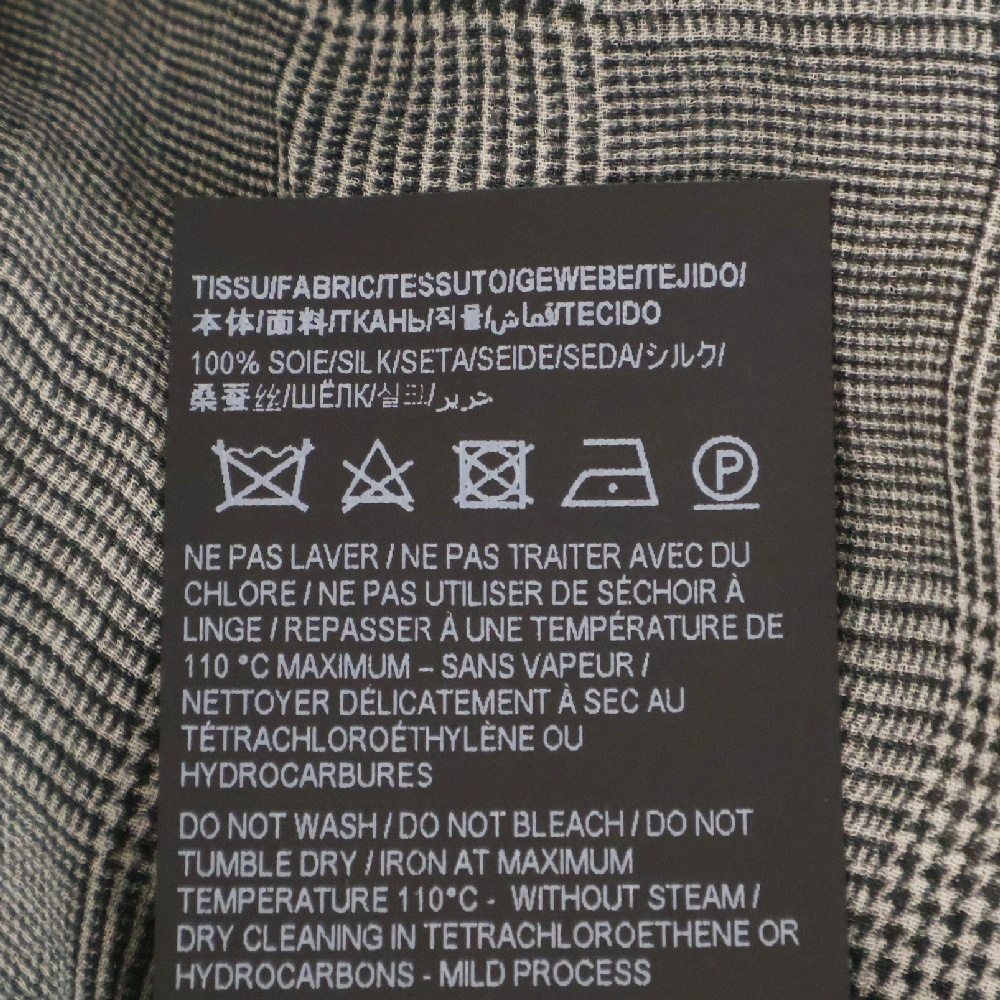 TISSU/FABRIC/TESSUTO/GEWEBE/TEJIDO/
本体/面料/ТКАНЬ/직물/قماش/TECIDO
100% SOIE/SILK/SETA/SEIDE/SEDA/シルク/
桑蚕丝/ШЁЛК/실크/حرير
P
NE PAS LAVER / NE PAS TRAITER AVEC DU
CHLORE / NE PAS UTILISER DE SÉCHOIR À
LINGE / REPASSER À UNE TEMPÉRATURE DE
110 °C MAXIMUM – SANS VAPEUR /
NETTOYER DÉLICATEMENT À SEC AU
TÉTRACHLOROÉTHYLÈNE OU
HYDROCARBURES
DO NOT WASH / DO NOT BLEACH / DO NOT
TUMBLE DRY / IRON AT MAXIMUM
TEMPERATURE 110°C - WITHOUT STEAM /
DRY CLEANING IN TETRACHLOROETHENE OR
HYDROCARBONS - MILD PROCESS